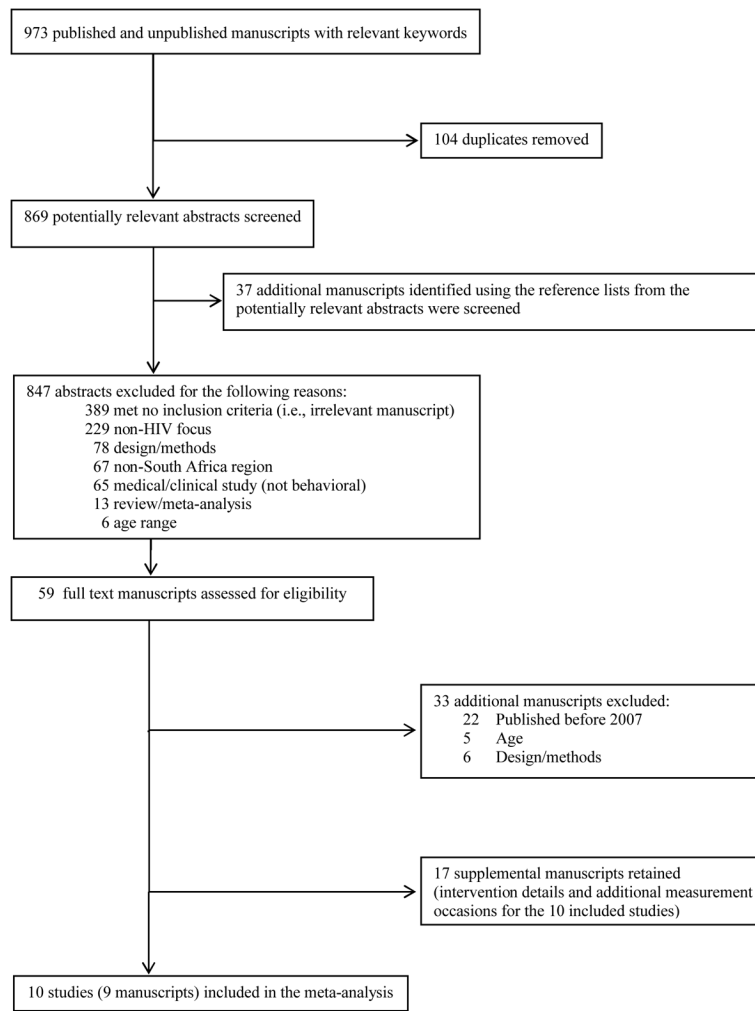 973 published and unpublished manuscripts with relevant keywords
104 duplicates removed
869 potentially relevant abstracts screened
37 additional manuscripts identified using the reference lists from the
potentially relevant abstracts were screened
847 abstracts excluded for the following reasons:
389 met no inclusion criteria (i.e., irrelevant manuscript)
229 non-HIV focus
78 design/methods
67 non-South Africa region
65 medical/clinical study (not behavioral)
13 review/meta-analysis
6 age range
59 full text manuscripts assessed for eligibility
33 additional manuscripts excluded:
22 Published before 2007
5 Age
6 Design/methods
17 supplemental manuscripts retained
(intervention details and additional measurement
occasions for the 10 included studies)
10 studies (9 manuscripts) included in the meta-analysis